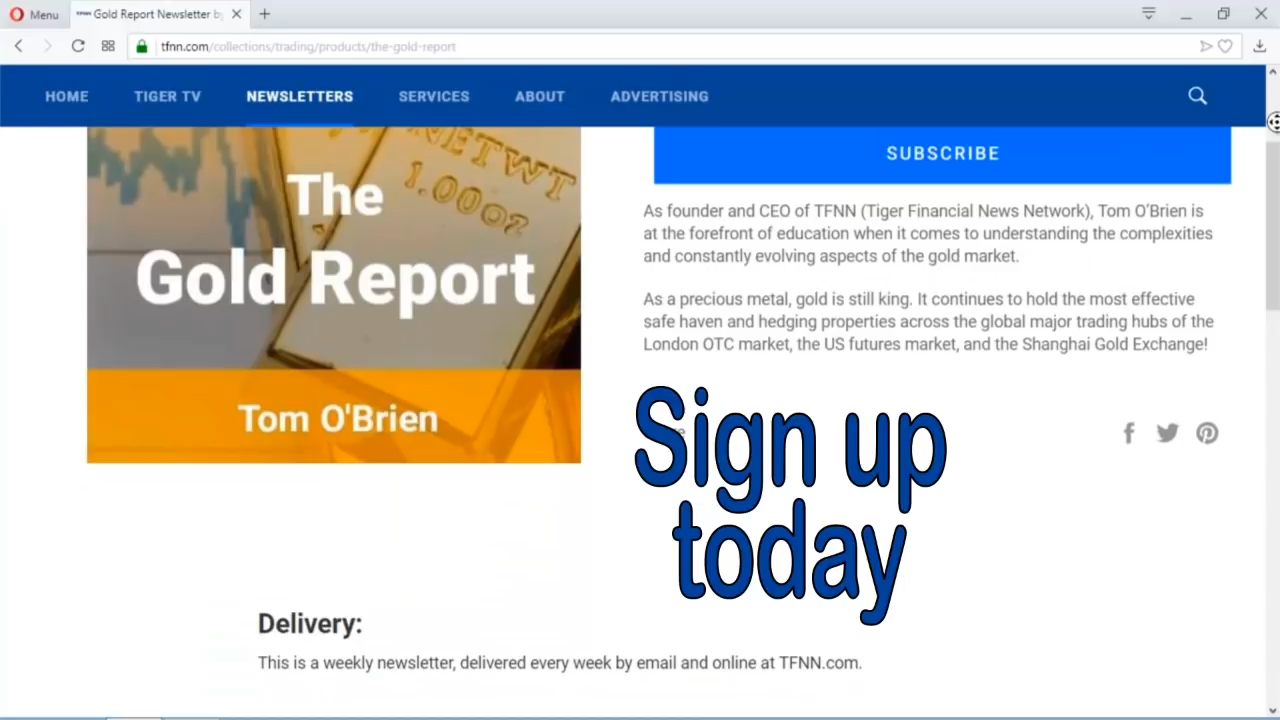 Menu
TFNN Gold Report Newsletter by
tfnn.com/collections/trading/products/the-gold-report
HOME
TIGER TV
NEWSLETTERS
SERVICES
ABOUT
ADVERTISING
NETWT
1.00OZ
The
Gold Report
Tom O'Brien
SUBSCRIBE
As founder and CEO of TFNN (Tiger Financial News Network), Tom O'Brien is
at the forefront of education when it comes to understanding the complexities
and constantly evolving aspects of the gold market.
As a precious metal, gold is still king. It continues to hold the most effective
safe haven and hedging properties across the global major trading hubs of the
London OTC market, the US futures market, and the Shanghai Gold Exchange!
Sign up
today
Delivery:
This is a weekly newsletter, delivered every week by email and online at TFNN.com.